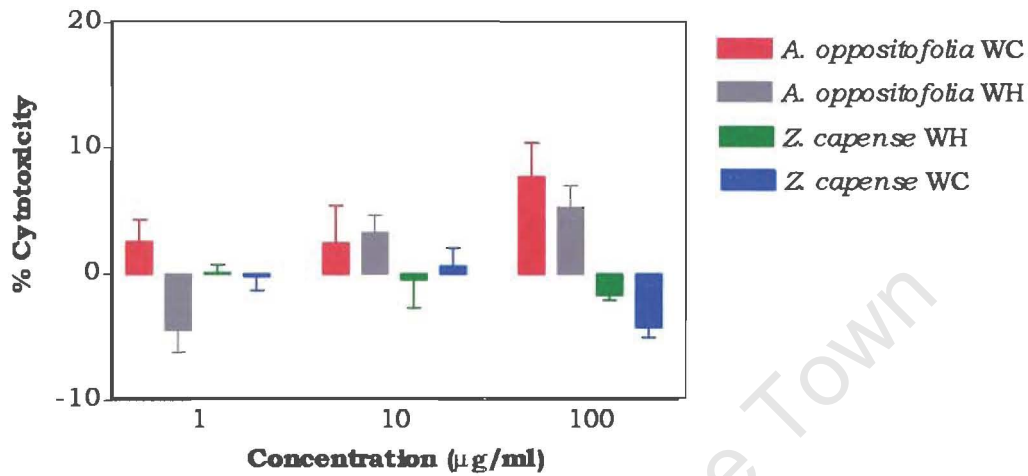 20
10
0
-10
% Cytotoxicity
1 10 100
Concentration (µg/ml)
A. oppositofolia WC
A. oppositofolia WH
Z. capense WH
Z. capense WC
Town